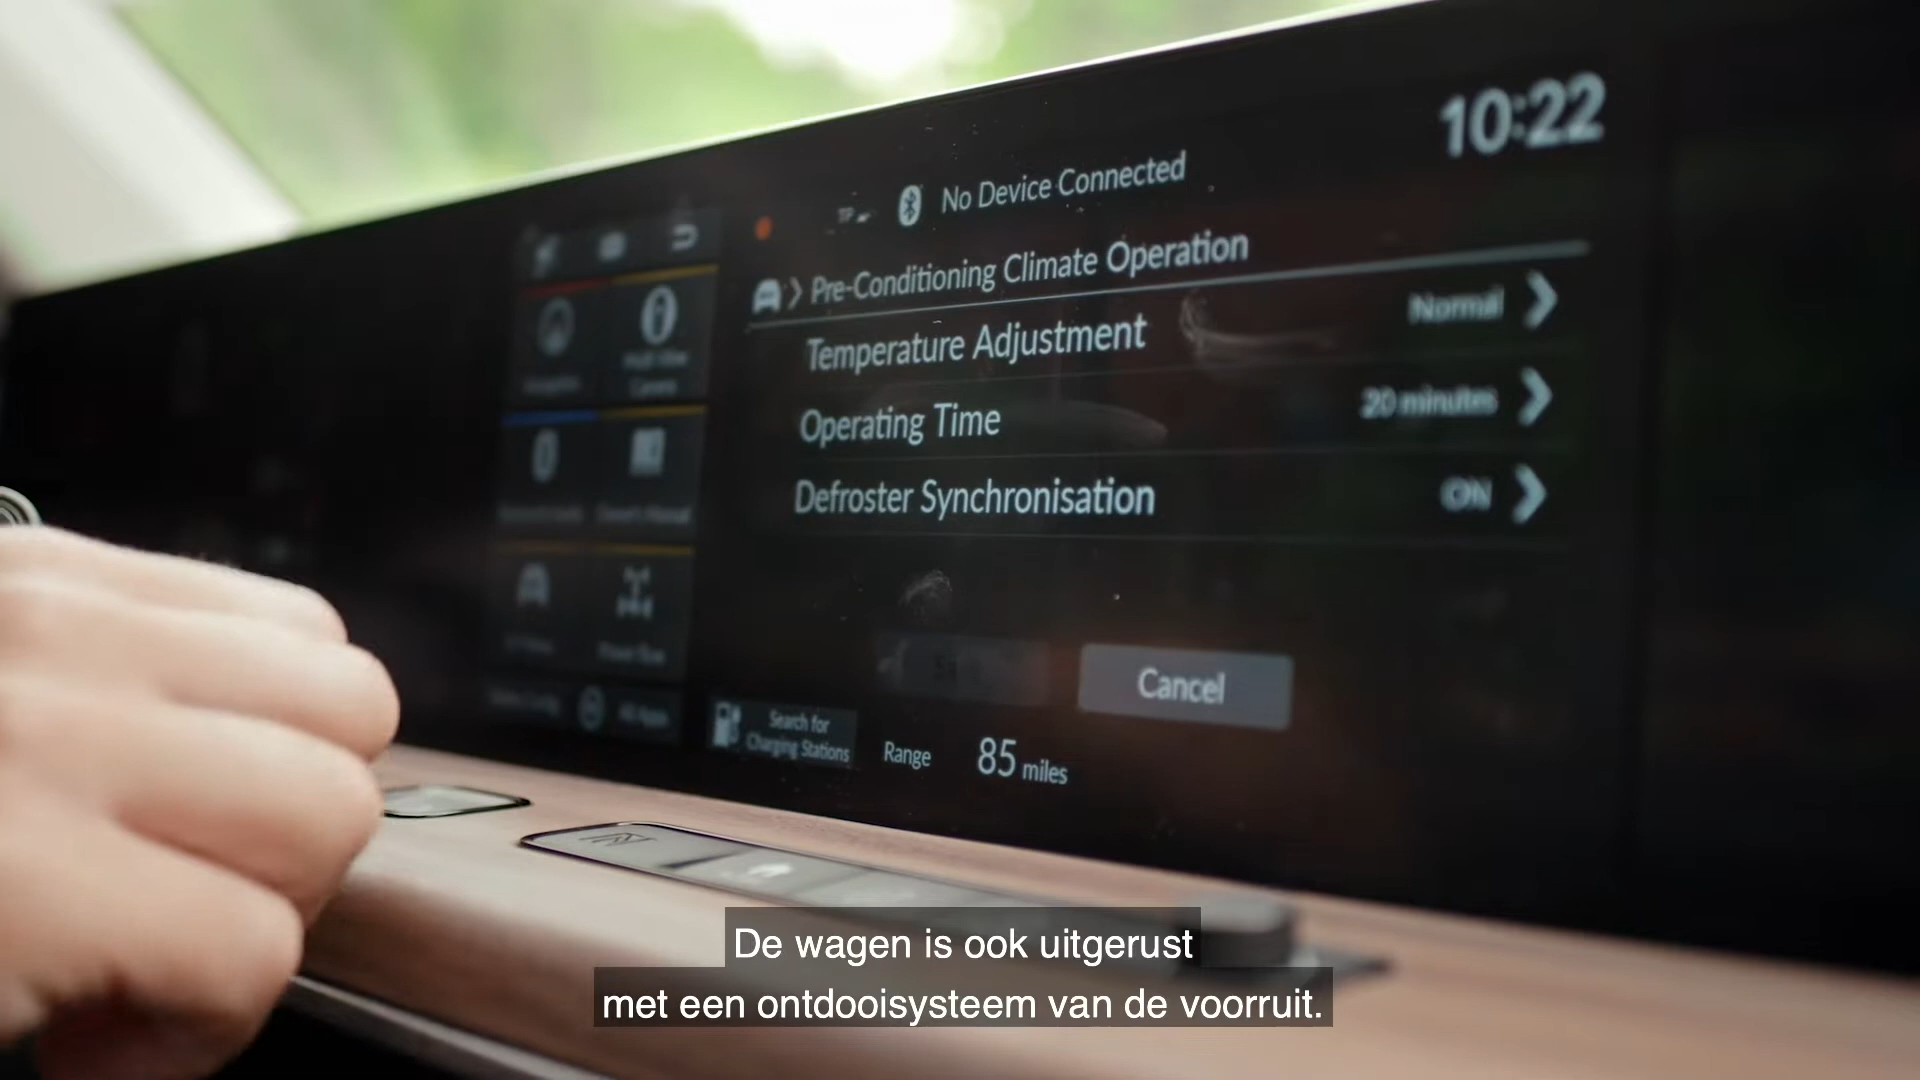 10:22
TP
No Device Connected
Pre-Conditioning Climate Operation
Temperature Adjustment
Normal
Operating Time
20 minutes
Defroster Synchronisation
ON
Cancel
Search for
Charging Stations
Range
85 miles
De wagen is ook uitgerust
met een ontdooisysteem van de voorruit.